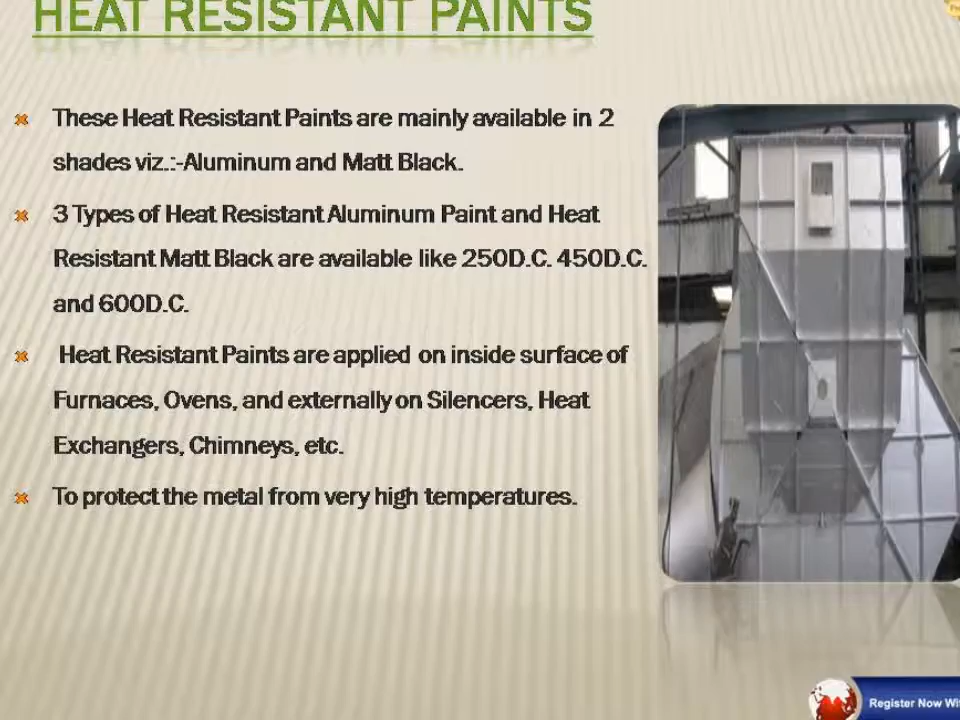 HEAT RESISTANT PAINTS
These Heat Resistant Paints are mainly available in 2
shades viz.:-Aluminum and Matt Black.
3 Types of Heat Resistant Aluminum Paint and Heat
Resistant Matt Black are available like 250D.C. 450D.C.
and 600D.C.
Heat Resistant Paints are applied on inside surface of
Furnaces, Ovens, and externally on Silencers, Heat
Exchangers, Chimneys, etc.
To protect the metal from very high temperatures.
Register Now Wi